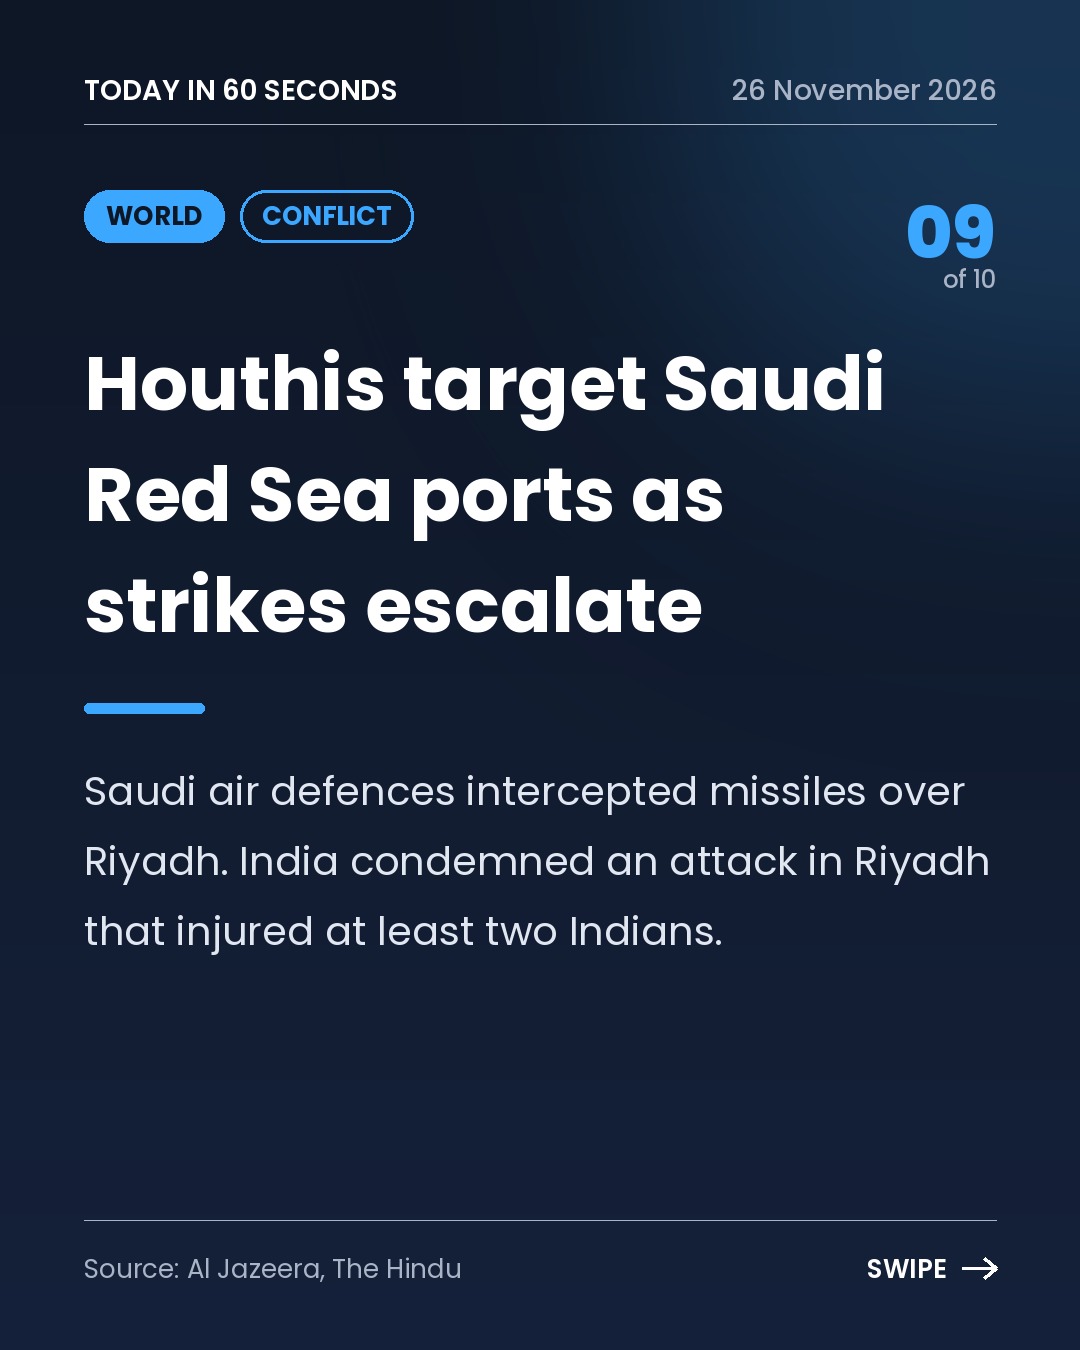 TODAY IN 60 SECONDS
26 November 2026
WORLD
CONFLICT
09
of 10
Houthis target Saudi
Red Sea ports as
strikes escalate
Saudi air defences intercepted missiles over
Riyadh. India condemned an attack in Riyadh
that injured at least two Indians.
Source: Al Jazeera, The Hindu
SWIPE →